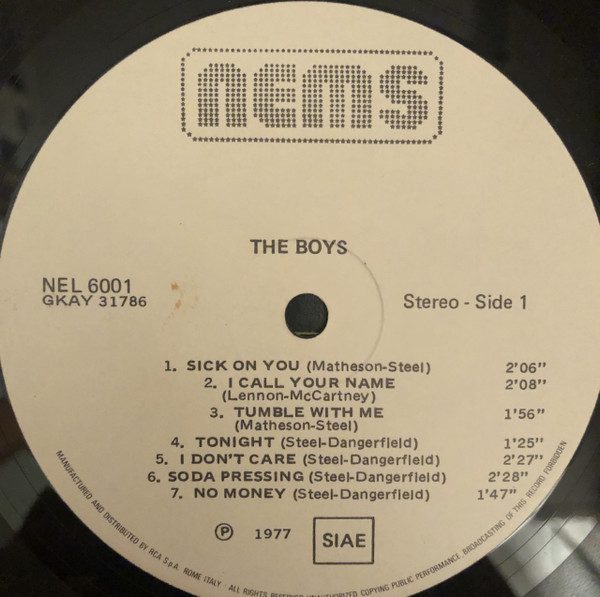 nems
THE BOYS
NEL 6001
GKAY 31786
Stereo - Side 1
1. SICK ON YOU (Matheson-Steel) 2'06"
2. I CALL YOUR NAME 2'08"
(Lennon-McCartney)
3. TUMBLE WITH ME 1'56"
(Matheson-Steel)
4. TONIGHT (Steel-Dangerfield) 1'25"
5. I DON'T CARE (Steel-Dangerfield) 2'27"
6. SODA PRESSING (Steel-Dangerfield) 2'28"
7. NO MONEY (Steel-Dangerfield) 1'47"
℗ 1977 SIAE
MANUFACTURED AND DISTRIBUTED BY RCA S.p.A. ROME ITALY · ALL RIGHTS RESERVED UNAUTHORIZED COPYING PUBLIC PERFORMANCE BROADCASTING OF THIS RECORD FORBIDDEN